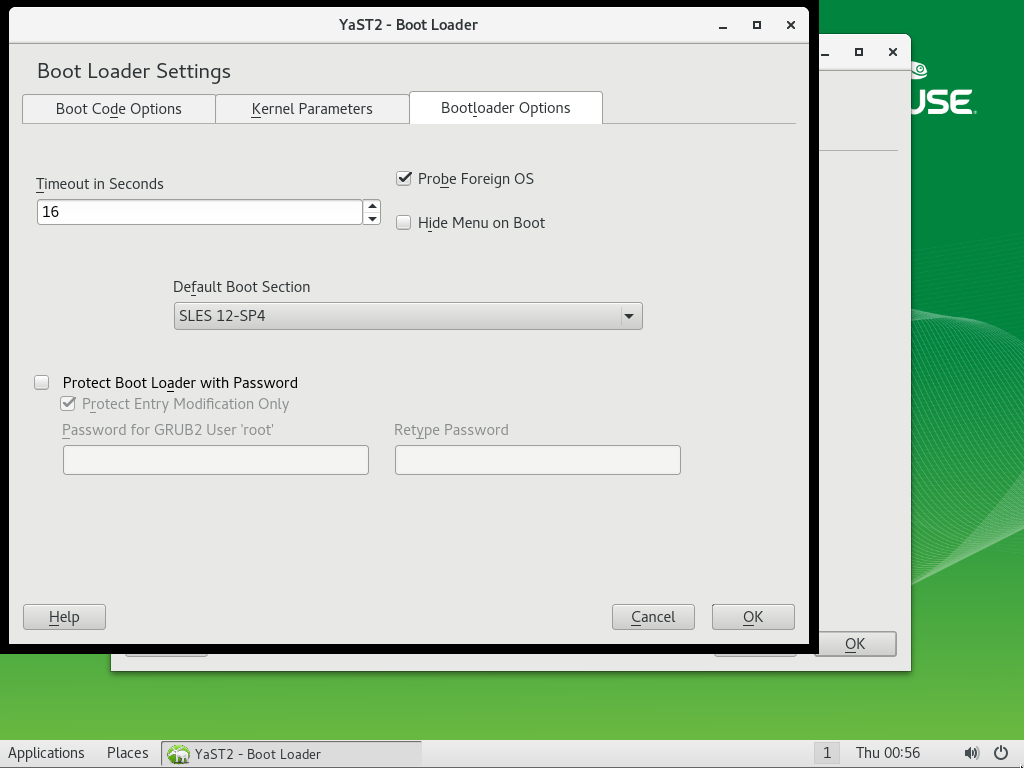 YaST2 - Boot Loader
Boot Loader Settings
Boot Code Options
Kernel Parameters
Bootloader Options
Timeout in Seconds
16
Probe Foreign OS
Hide Menu on Boot
Default Boot Section
SLES 12-SP4
Protect Boot Loader with Password
Protect Entry Modification Only
Password for GRUB2 User 'root'
Retype Password
Help
Cancel
OK
OK
USE
Applications
Places
YaST2 - Boot Loader
1
Thu 00:56